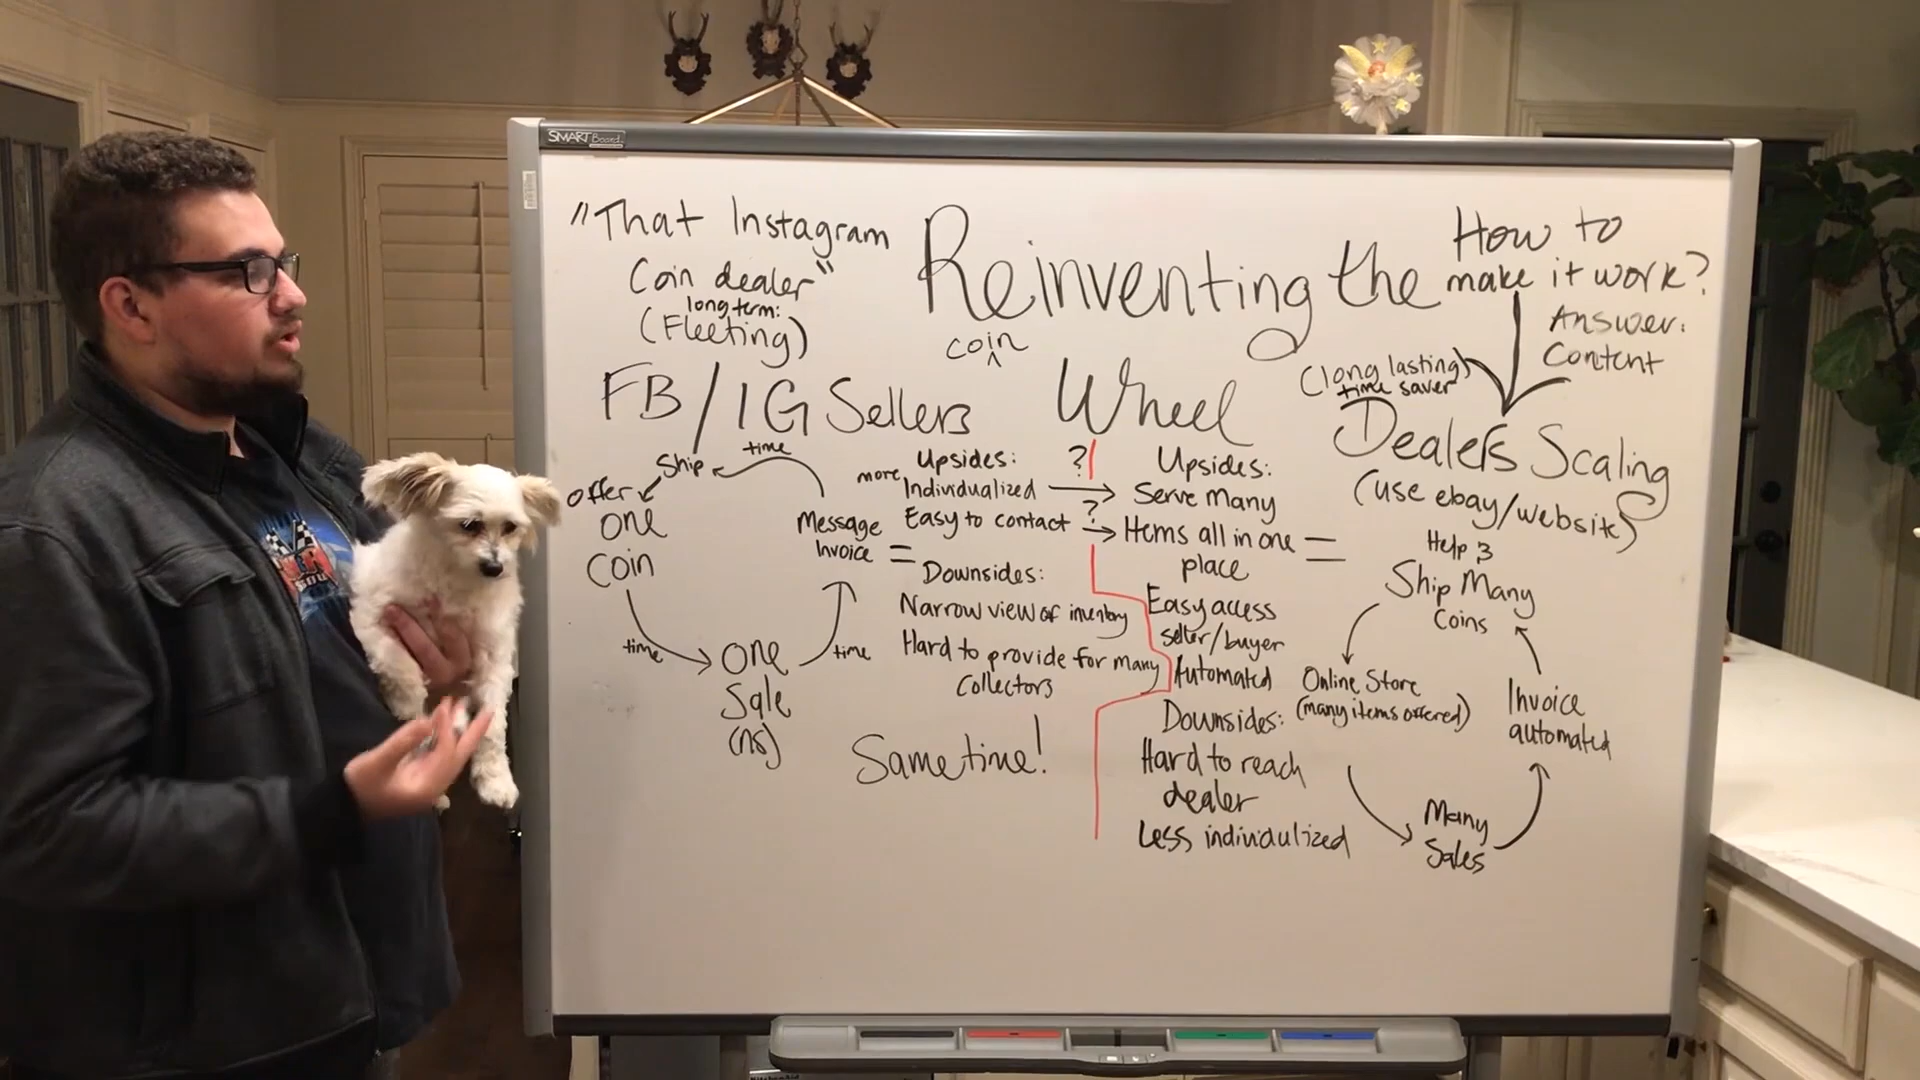 SMART Board
"That Instagram
Coin dealer"
long term:
(Fleeting)
Reinventing the
coin
^
Wheel
How to
make it work?
Answer:
Content
FB/IG Sellers
Ship
time
offer
one
coin
time
one
Sale
(ns)
time
Message
Invoice =
Upsides:
more Individualized
Easy to contact
Downsides:
Narrow view of inventory
Hard to provide for many
collectors
Same time!
?
?
Upsides:
Serve many
Items all in one =
place
Easy access
seller/buyer
Automated
Downsides:
Hard to reach
dealer
Less indiviaulized
(long lasting)
time saver
Dealers Scaling
(use ebay/website)
Help 3
Ship Many
Coins
Online Store
(many items offered)
Many
Sales
Invoice
automated